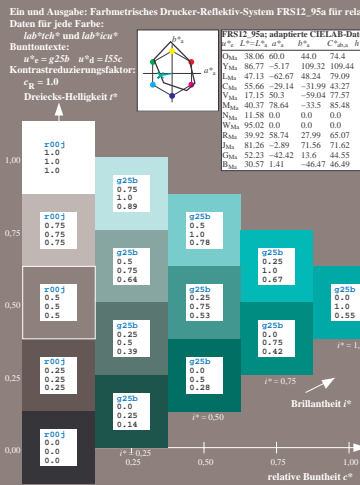 Ein und Ausgabe: Farbmetrisches Drucker-Reflektiv-System FRS12_95a für rela
Daten für jede Farbe:
lab*tch* und lab*icu*
Bunttontexte:
u*e = g25b u*d = l55c
Kontrastreduzierungsfaktor:
cR = 1.0
Dreiecks-Helligkeit t*
b*a
a*a
FRS12_95a; adaptierte CIELAB-Date
u*e L*=L*a a*a b*a C*ab,a h
OMa 38.06 60.0 44.0 74.4
YMa 86.77 -5.17 109.32 109.44
LMa 47.13 -62.67 48.24 79.09
CMa 55.66 -29.14 -31.99 43.27
VMa 17.15 50.3 -59.04 77.57
MMa 40.37 78.64 -33.5 85.48
NMa 11.58 0.0 0.0 0.0
WMa 95.02 0.0 0.0 0.0
RMa 39.92 58.74 27.99 65.07
JMa 81.26 -2.89 71.56 71.62
GMa 52.23 -42.42 13.6 44.55
BMa 30.57 1.41 -46.47 46.49
1,00
r00j
1.0
1.0
1.0
g25b
0.75
1.0
0.89
0,75
r00j
0.75
0.75
0.75
g25b
0.5
1.0
0.78
g25b
0.5
0.75
0.64
g25b
0.25
1.0
0.67
0,50
r00j
0.5
0.5
0.5
g25b
0.25
0.75
0.53
g25b
0.0
1.0
0.55
g25b
0.25
0.5
0.39
g25b
0.0
0.75
0.42
i* = 1,
0,25
r00j
0.25
0.25
0.25
g25b
0.0
0.5
0.28
i* = 0,75
g25b
0.0
0.25
0.14
Brillantheit i*
i* = 0,50
0,00
r00j
0.0
0.0
0.0
i* = 0,25
0,25 0,50 0,75 1,00
relative Buntheit c*